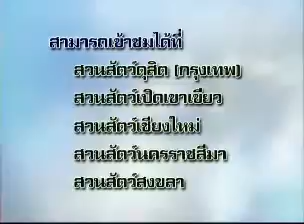 สามารถเข้าชมได้ที่
สวนสัตว์ดุสิต (กรุงเทพ)
สวนสัตว์เปิดเขาเขียว
สวนสัตว์เชียงใหม่
สวนสัตว์นครราชสีมา
สวนสัตว์สงขลา